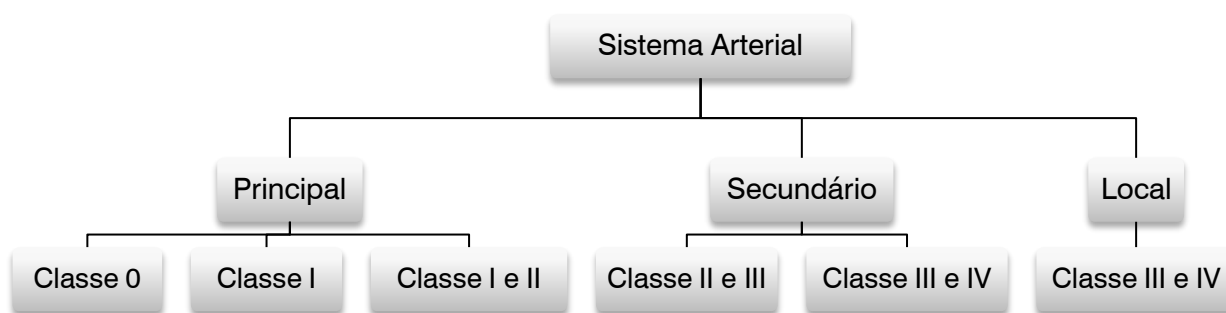 Sistema Arterial
Principal
Secundário
Local
Classe 0
Classe I
Classe I e II
Classe II e III
Classe III e IV
Classe III e IV